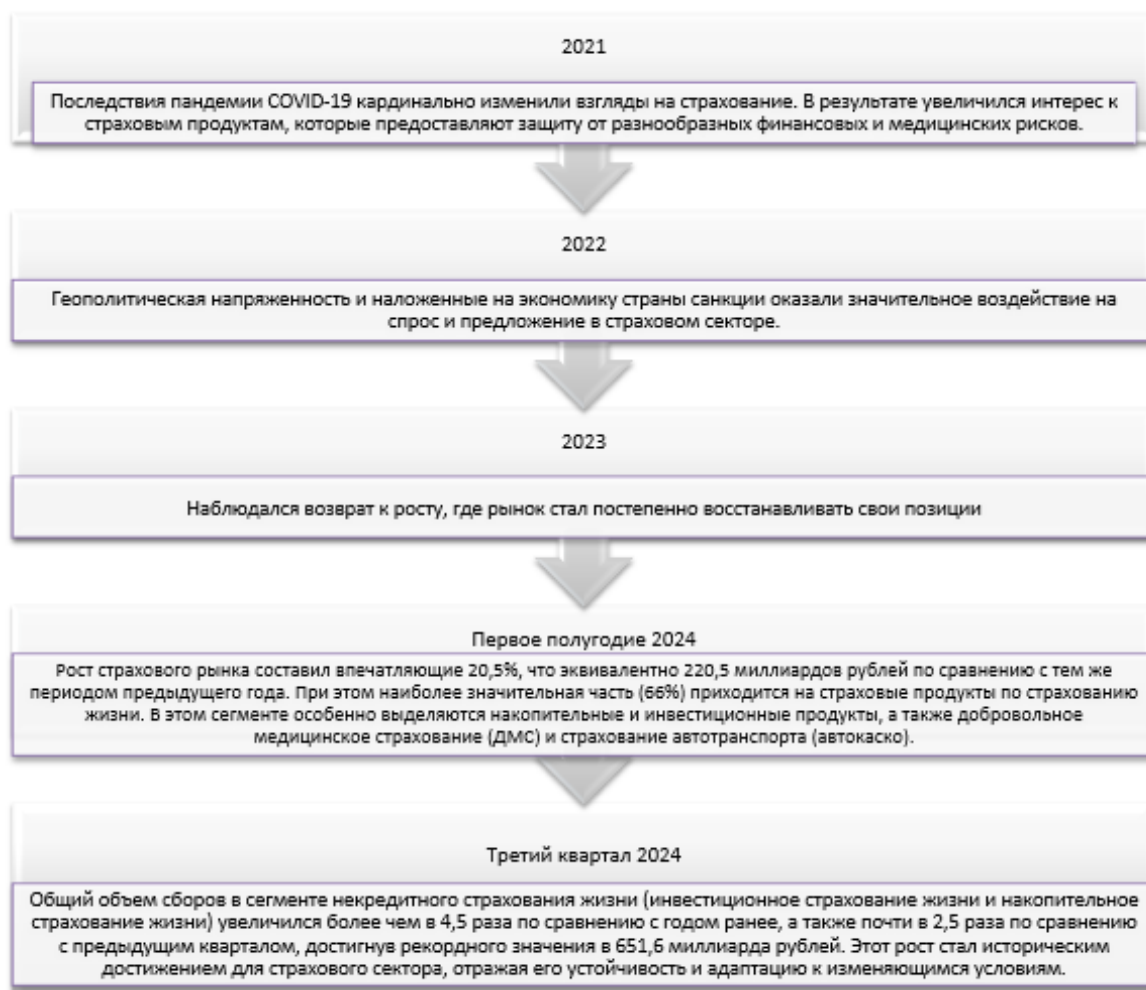 2021
Последствия пандемии COVID-19 кардинально изменили взгляды на страхование. В результате увеличился интерес к
страховым продуктам, которые предоставляют защиту от разнообразных финансовых и медицинских рисков.
2022
Геополитическая напряженность и наложенные на экономику страны санкции оказали значительное воздействие на
спрос и предложение в страховом секторе.
2023
Наблюдался возврат к росту, где рынок стал постепенно восстанавливать свои позиции
Первое полугодие 2024
Рост страхового рынка составил впечатляющие 20,5%, что эквивалентно 220,5 миллиардов рублей по сравнению с тем же
периодом предыдущего года. При этом наиболее значительная часть (66%) приходится на страховые продукты по страхованию
жизни. В этом сегменте особенно выделяются накопительные и инвестиционные продукты, а также добровольное
медицинское страхование (ДМС) и страхование автотранспорта (автокаско).
Третий квартал 2024
Общий объем сборов в сегменте некредитного страхования жизни (инвестиционное страхование жизни и накопительное
страхование жизни) увеличился более чем в 4,5 раза по сравнению с годом ранее, а также почти в 2,5 раза по сравнению
с предыдущим кварталом, достигнув рекордного значения в 651,6 миллиарда рублей. Этот рост стал историческим
достижением для страхового сектора, отражая его устойчивость и адаптацию к изменяющимся условиям.